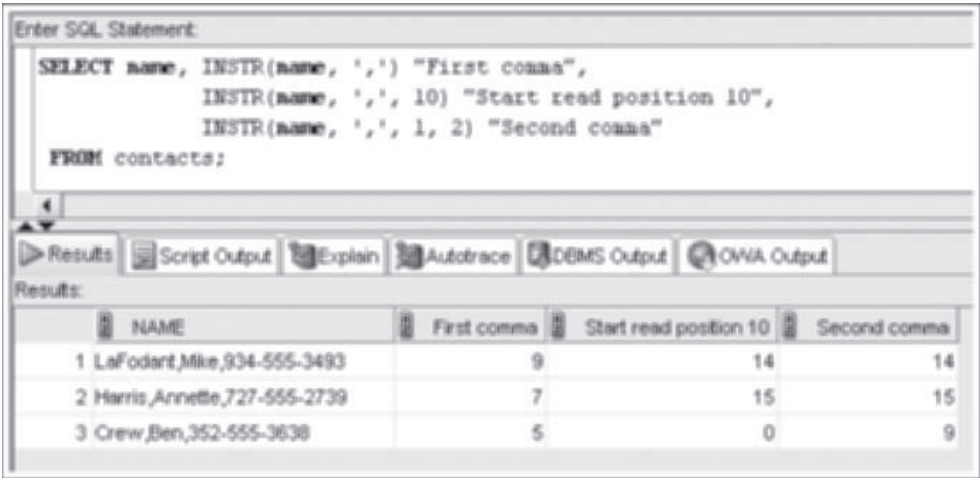 Enter SQL Statement:
SELECT name, INSTR(name, ',') "First comma",
INSTR(name, ',', 10) "Start read position 10",
INSTR(name, ',', 1, 2) "Second comma"
FROM contacts;
Results Script Output Explain Autotrace DBMS Output OWA Output
Results:
NAME First comma Start read position 10 Second comma
1 LaFodant,Mike,934-555-3493 9 14 14
2 Harris,Annette,727-555-2739 7 15 15
3 Crew,Ben,352-555-3638 5 0 9